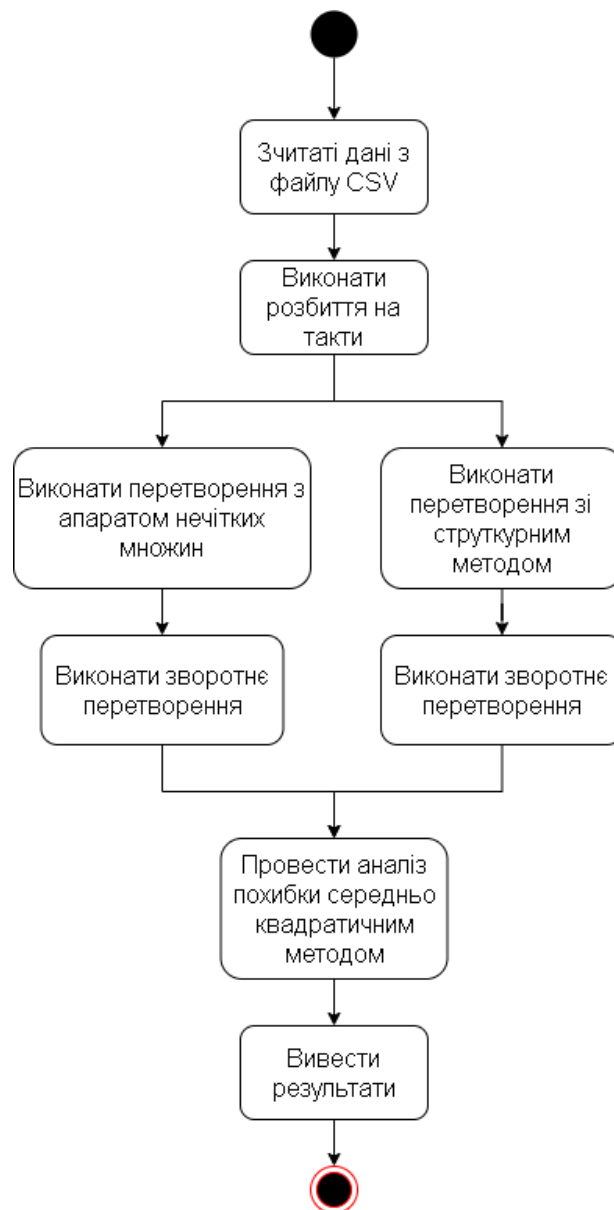 Зчитаті дані з
файлу CSV
Виконати
розбиття на
такти
Виконати перетворення з
апаратом нечітких
множин
Виконати
перетворення зі
струткурним
методом
Виконати зворотнє
перетворення
Виконати зворотнє
перетворення
Провести аналіз
похибки середньо
квадратичним
методом
Вивести
результати